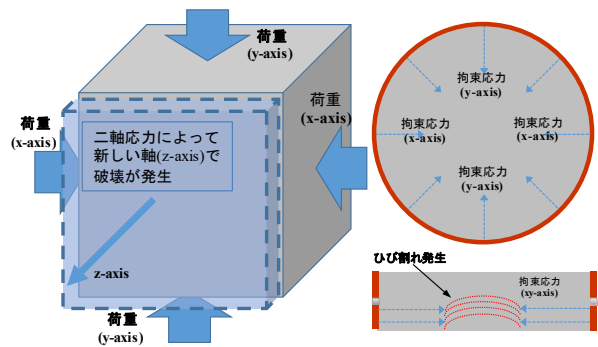 荷重
(y-axis)
荷重
(x-axis)
荷重
(x-axis)
二軸応力によって
新しい軸(z-axis)で
破壊が発生
z-axis
荷重
(y-axis)
拘束応力
(y-axis)
拘束応力
(x-axis)
拘束応力
(x-axis)
拘束応力
(y-axis)
ひび割れ発生
拘束応力
(xy-axis)